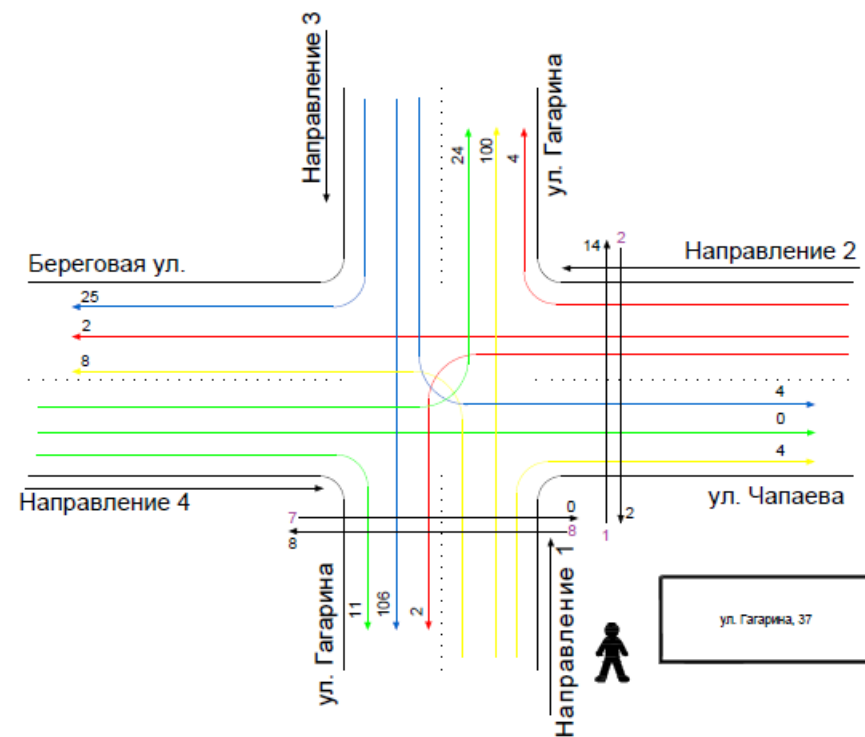 Направление 3
ул. Гагарина
24
100
4
14
2
Направление 2
Береговая ул.
25
2
8
4
0
4
Направление 4
ул. Чапаева
7
0
8
8
1
2
11
106
2
ул. Гагарина
Направление 1
ул. Гагарина, 37